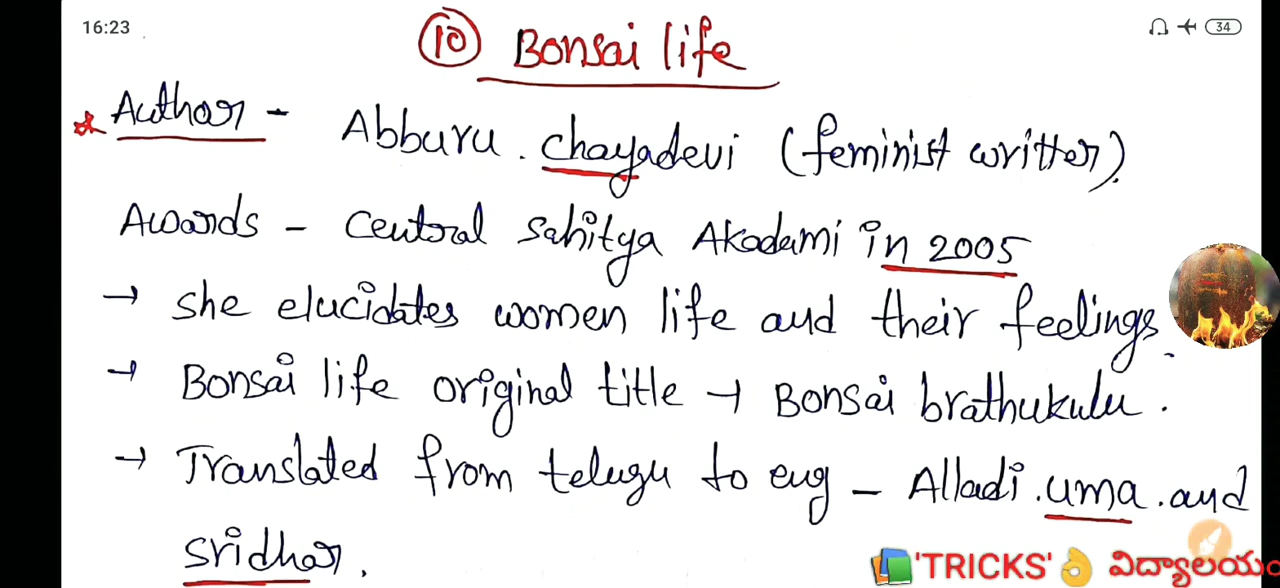 16:23
34
10 Bonsai life
Author - Abburu. chayadevi (feminist writter).
Awards - Central Sahitya Akadami in 2005
→ she elucidates women life and their feelings.
→ Bonsai life original title → Bonsai brathukulu.
→ Translated from telugu to eng - Alladi.uma.and
sridhar.
'TRICKS' విద్యాలయం